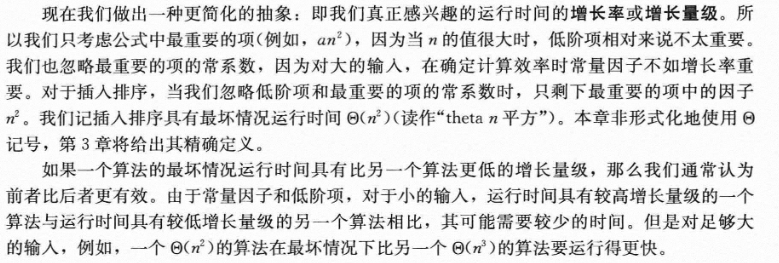 现在我们做出一种更简化的抽象：即我们真正感兴趣的运行时间的增长率或增长量级。所
以我们只考虑公式中最重要的项(例如，an²)，因为当 n 的值很大时，低阶项相对来说不太重要。
我们也忽略最重要的项的常系数，因为对大的输入，在确定计算效率时常量因子不如增长率重
要。对于插入排序，当我们忽略低阶项和最重要的项的常系数时，只剩下最重要的项中的因子
n²。我们记插入排序具有最坏情况运行时间 Θ(n²)(读作“theta n 平方”)。本章非形式化地使用 Θ
记号，第 3 章将给出其精确定义。
如果一个算法的最坏情况运行时间具有比另一个算法更低的增长量级，那么我们通常认为
前者比后者更有效。由于常量因子和低阶项，对于小的输入，运行时间具有较高增长量级的一个
算法与运行时间具有较低增长量级的另一个算法相比，其可能需要较少的时间。但是对足够大
的输入，例如，一个 Θ(n²)的算法在最坏情况下比另一个 Θ(n³)的算法要运行得更快。